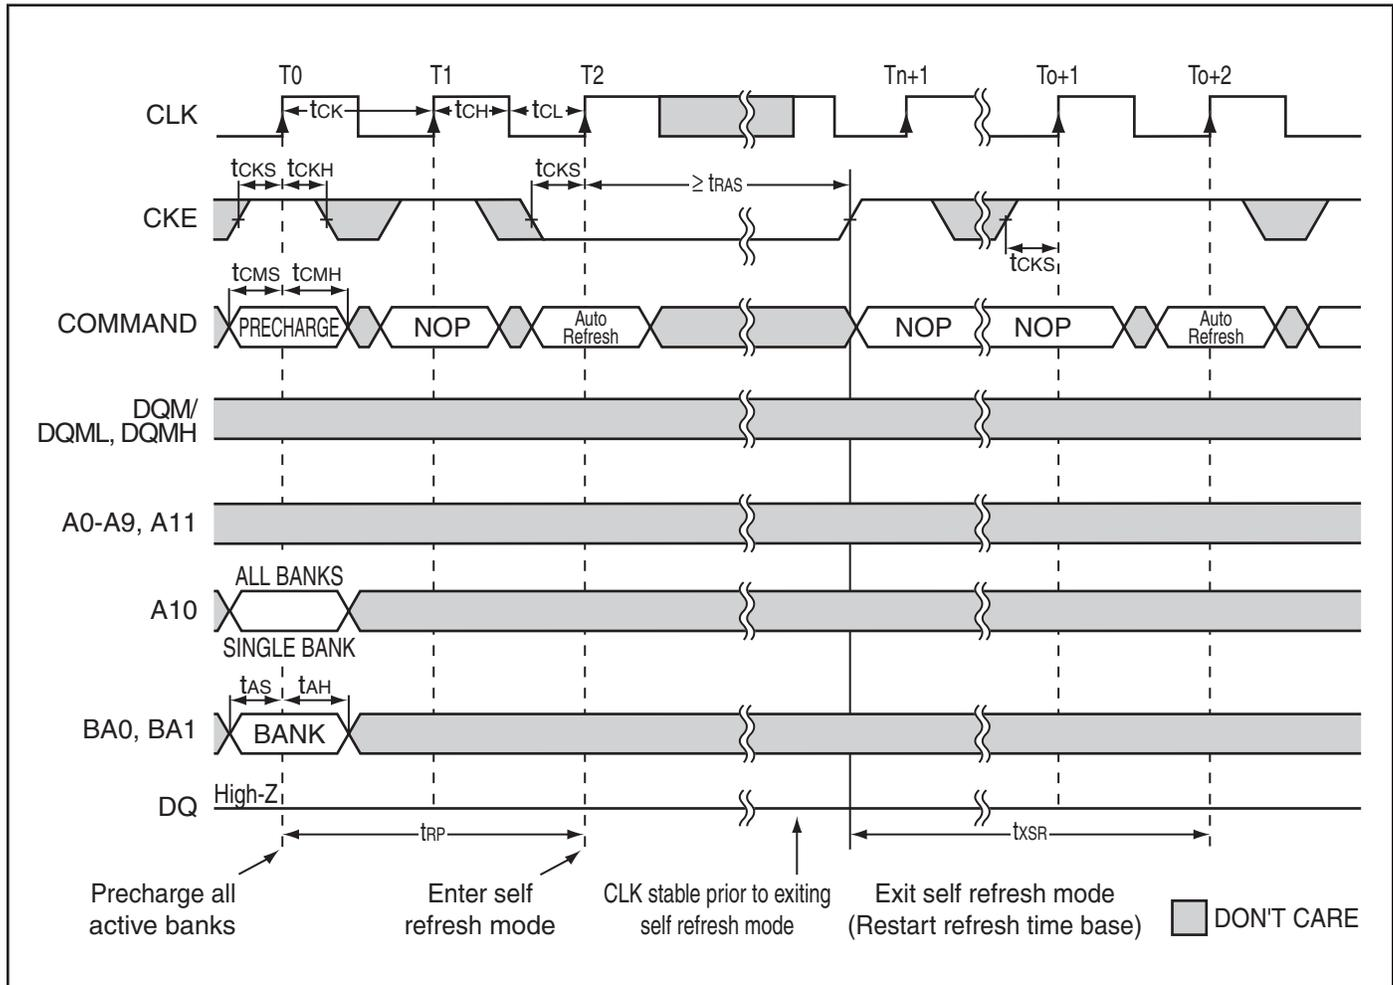 T0 T1 T2 Tn+1 To+1 To+2
CLK tCK tCH tCL
tCKS tCKH tCKS ≥ tRAS
CKE
tCKS
tCMS tCMH
COMMAND PRECHARGE NOP Auto Refresh NOP NOP Auto Refresh
DQM/
DQML, DQMH
A0-A9, A11
ALL BANKS
A10
SINGLE BANK
tAS tAH
BA0, BA1 BANK
High-Z
DQ
tRP tXSR
Precharge all
active banks
Enter self
refresh mode
CLK stable prior to exiting
self refresh mode
Exit self refresh mode
(Restart refresh time base)
DON'T CARE